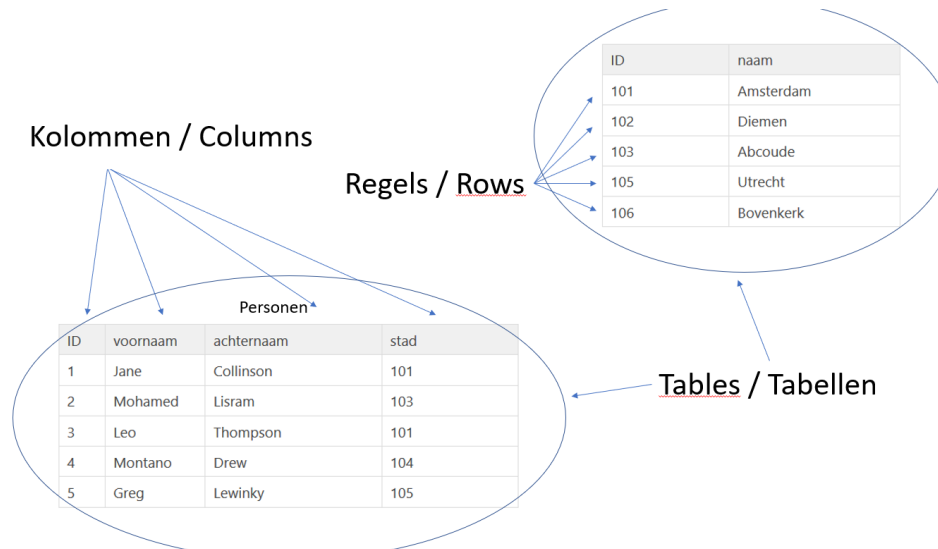 ID naam
101 Amsterdam
102 Diemen
103 Abcoude
105 Utrecht
106 Bovenkerk
Kolommen / Columns
Regels / Rows
Personen
ID voornaam achternaam stad
1 Jane Collinson 101
2 Mohamed Lisram 103
3 Leo Thompson 101
4 Montano Drew 104
5 Greg Lewinky 105
Tables / Tabellen